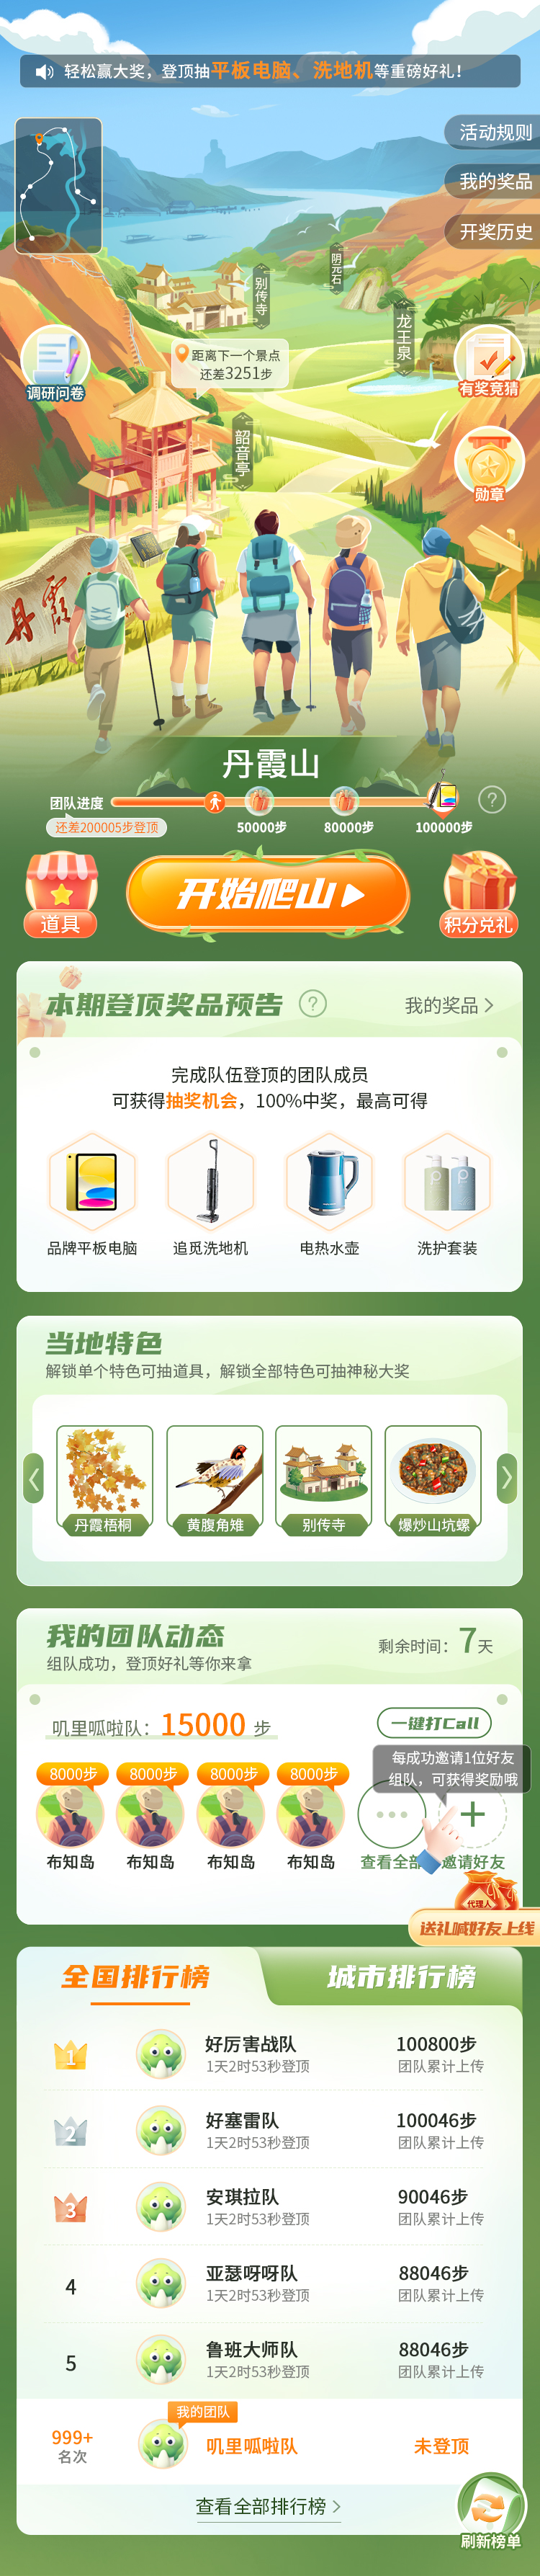 轻松赢大奖，登顶抽平板电脑、洗地机等重磅好礼！
活动规则
我的奖品
开奖历史
阴元石
别传寺
龙王泉
距离下一个景点
还差3251步
调研问卷
有奖竞猜
韶音亭
勋章
丹霞
丹霞山
团队进度
还差200005步登顶
50000步
80000步
100000步
?
道具
开始爬山
积分兑礼
本期登顶奖品预告
?
我的奖品
完成队伍登顶的团队成员
可获得抽奖机会，100%中奖，最高可得
品牌平板电脑
追觅洗地机
电热水壶
洗护套装
当地特色
解锁单个特色可抽道具，解锁全部特色可抽神秘大奖
丹霞梧桐
黄腹角雉
别传寺
爆炒山坑螺
我的团队动态
组队成功，登顶好礼等你来拿
剩余时间：7天
叽里呱啦队：15000 步
一键打Call
每成功邀请1位好友
组队，可获得奖励哦
8000步
8000步
8000步
8000步
布知岛
布知岛
布知岛
布知岛
查看全部
邀请好友
代理人
送礼喊好友上线
全国排行榜
城市排行榜
1
好厉害战队
1天2时53秒登顶
100800步
团队累计上传
2
好塞雷队
1天2时53秒登顶
100046步
团队累计上传
3
安琪拉队
1天2时53秒登顶
90046步
团队累计上传
4
亚瑟呀呀队
1天2时53秒登顶
88046步
团队累计上传
5
鲁班大师队
1天2时53秒登顶
88046步
团队累计上传
我的团队
999+
名次
叽里呱啦队
未登顶
查看全部排行榜
刷新榜单